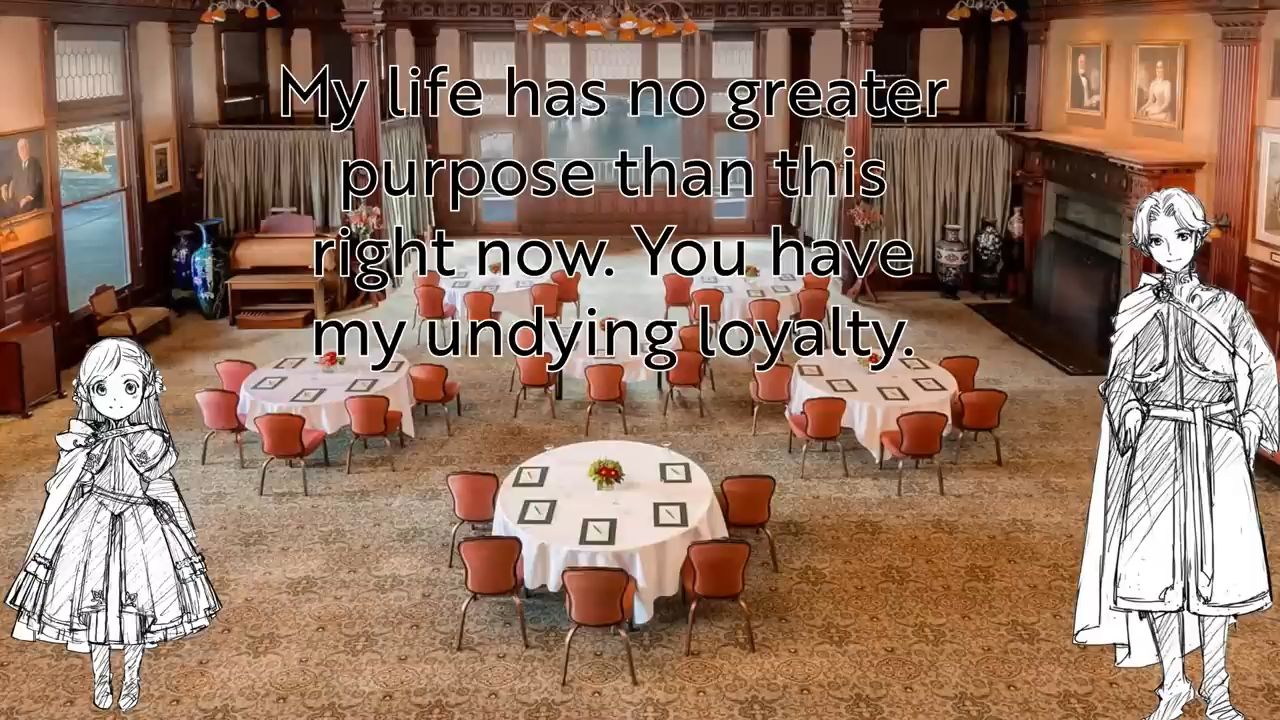 My life has no greater
purpose than this
right now. You have
my undying loyalty.